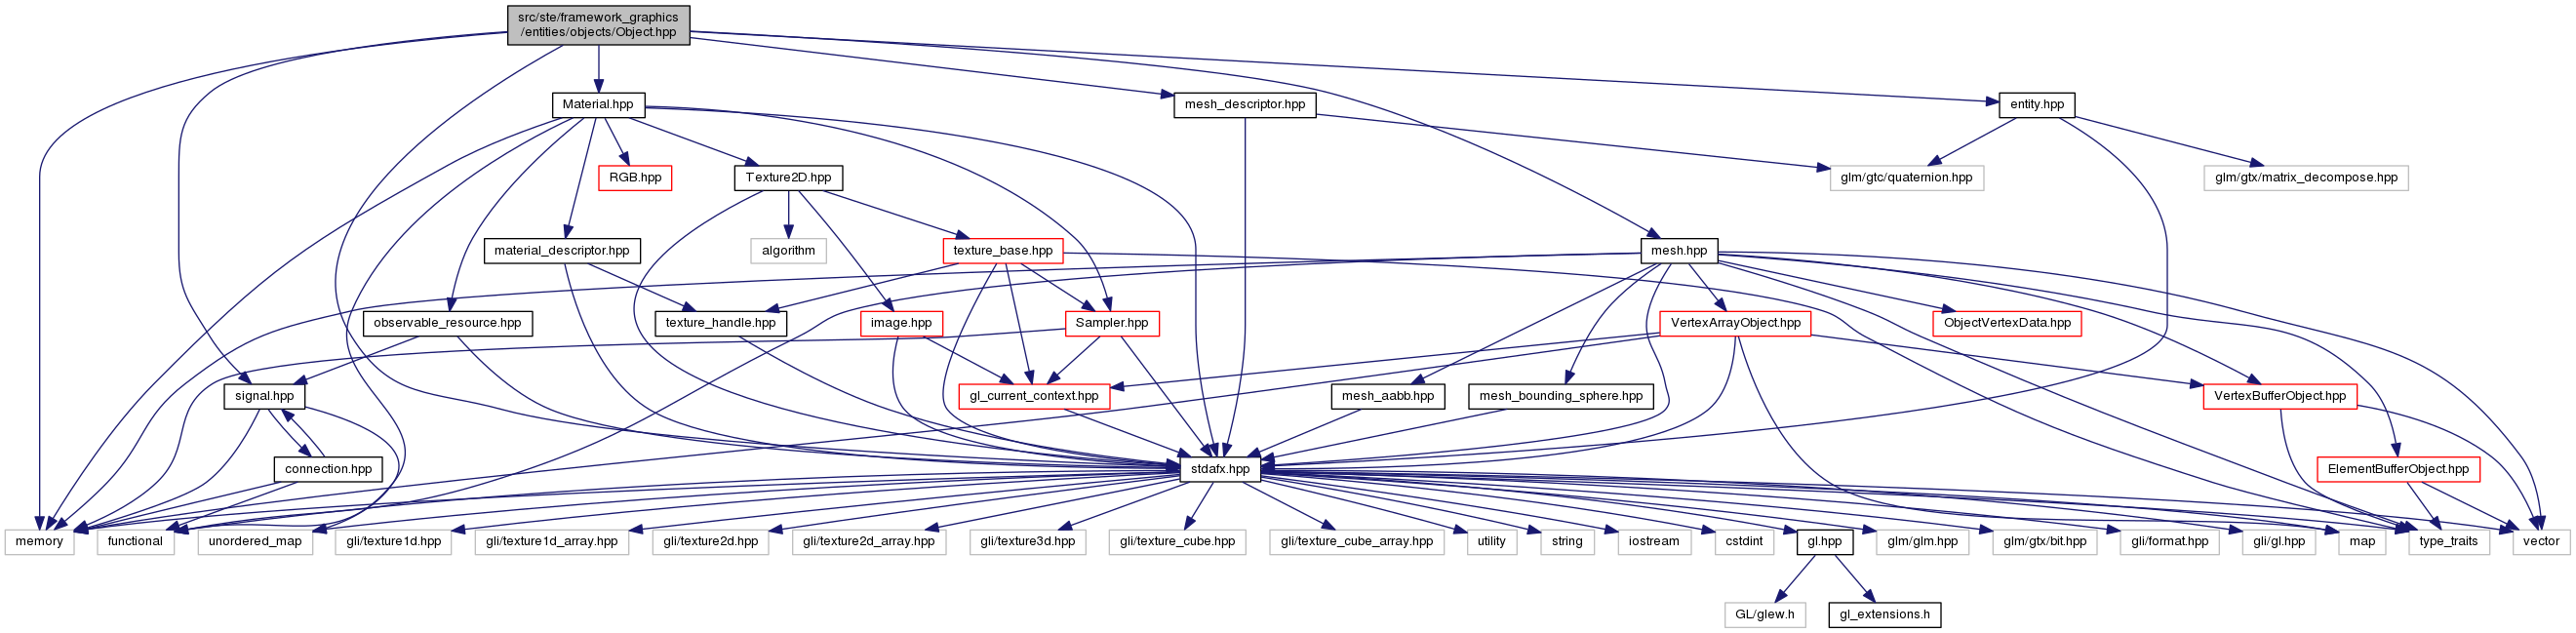 src/ste/framework_graphics
/entities/objects/Object.hpp
Material.hpp
mesh_descriptor.hpp
entity.hpp
RGB.hpp
Texture2D.hpp
glm/gtc/quaternion.hpp
glm/gtx/matrix_decompose.hpp
material_descriptor.hpp
algorithm
texture_base.hpp
mesh.hpp
observable_resource.hpp
texture_handle.hpp
image.hpp
Sampler.hpp
VertexArrayObject.hpp
ObjectVertexData.hpp
signal.hpp
gl_current_context.hpp
mesh_aabb.hpp
mesh_bounding_sphere.hpp
VertexBufferObject.hpp
connection.hpp
stdafx.hpp
ElementBufferObject.hpp
memory
functional
unordered_map
gli/texture1d.hpp
gli/texture1d_array.hpp
gli/texture2d.hpp
gli/texture2d_array.hpp
gli/texture3d.hpp
gli/texture_cube.hpp
gli/texture_cube_array.hpp
utility
string
iostream
cstdint
gl.hpp
glm/glm.hpp
glm/gtx/bit.hpp
gli/format.hpp
gli/gl.hpp
map
type_traits
vector
GL/glew.h
gl_extensions.h